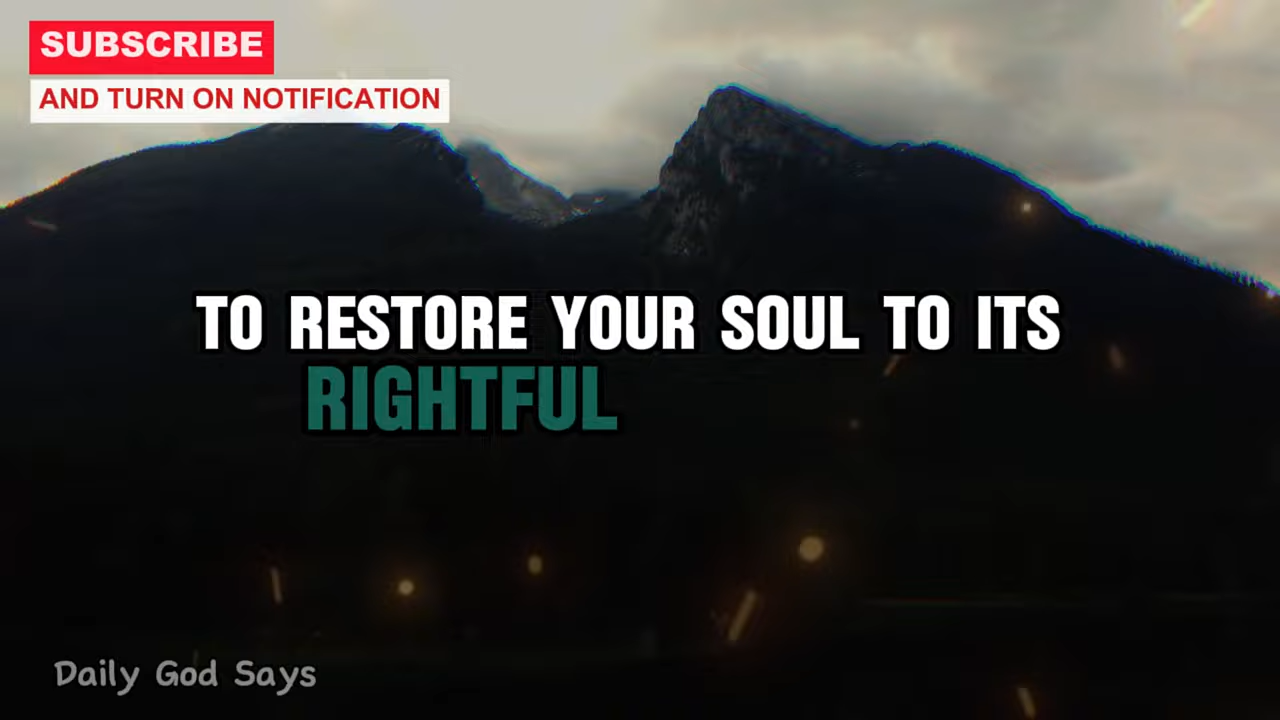 SUBSCRIBE
AND TURN ON NOTIFICATION
TO RESTORE YOUR SOUL TO ITS
RIGHTFUL
Daily God Says